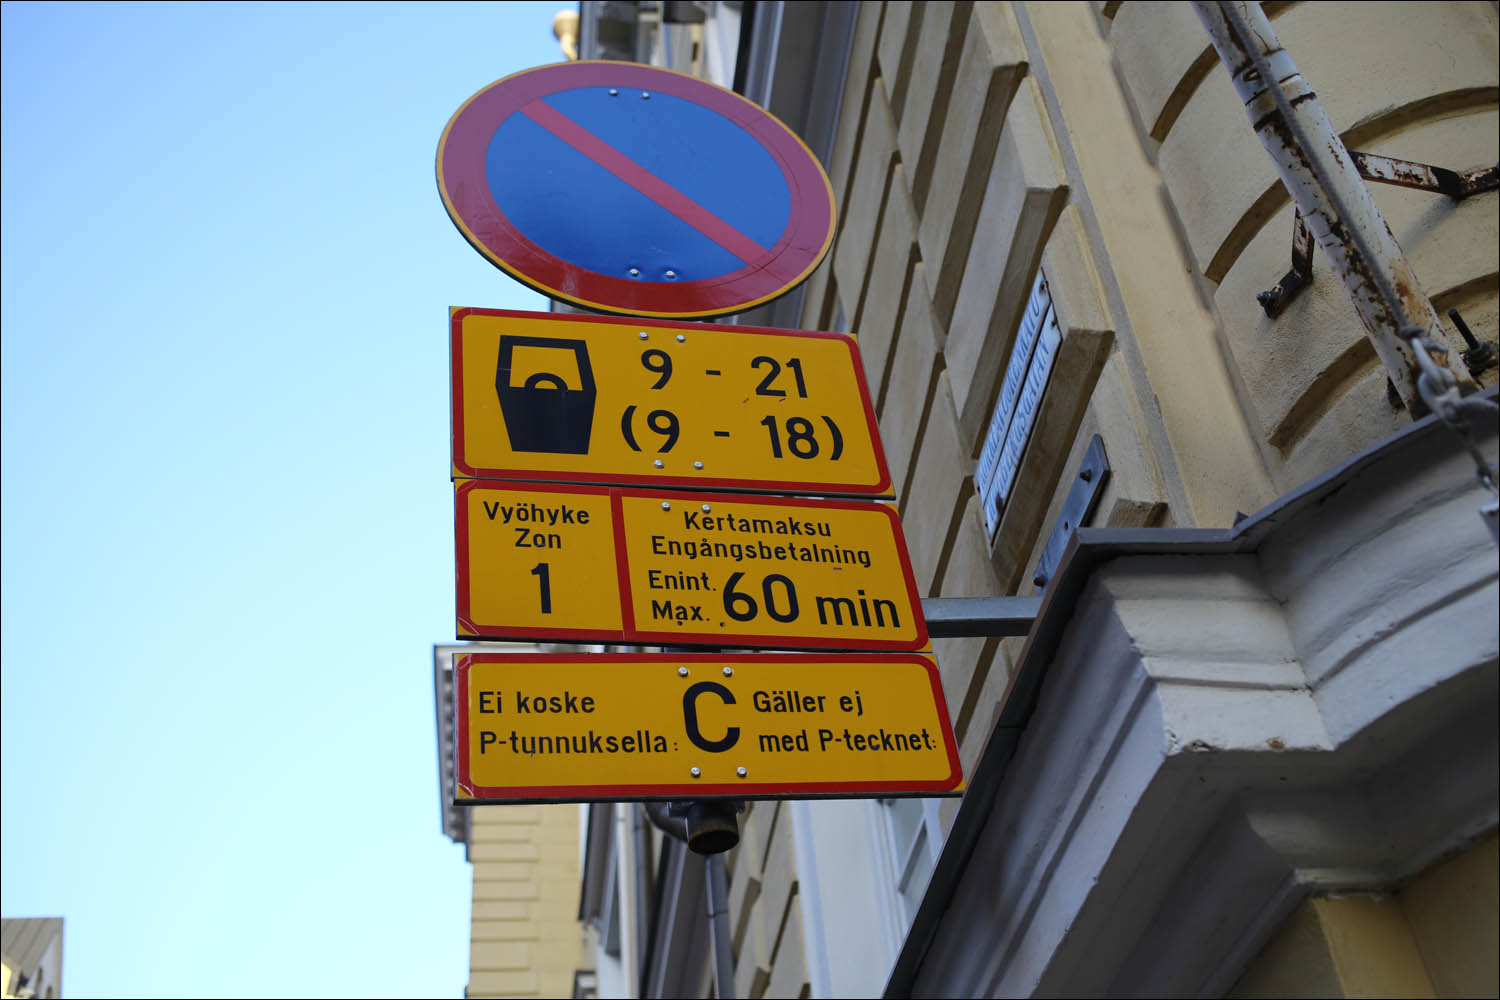 9 - 21
(9 - 18)
Vyöhyke
Zon
1
Kertamaksu
Engångsbetalning
Enint.
Max. 60 min
Ei koske
P-tunnuksella:
C
Gäller ej
med P-tecknet: